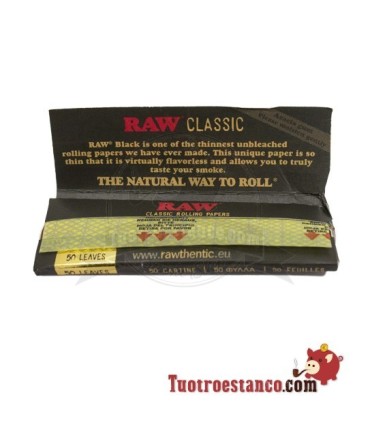 RAW CLASSIC
RAW® Black is one of the thinnest unbleached
rolling papers we have ever made. This unique paper is so
thin that it is virtually flavorless and allows you to truly
taste your smoke.
THE NATURAL WAY TO ROLL®
RAW
CLASSIC ROLLING PAPERS
50 LEAVES
www.rawthentic.eu
50 CARTINE | 50 ΦΥΛΛΑ | 50 FEUILLES
Tuotroestanco.com